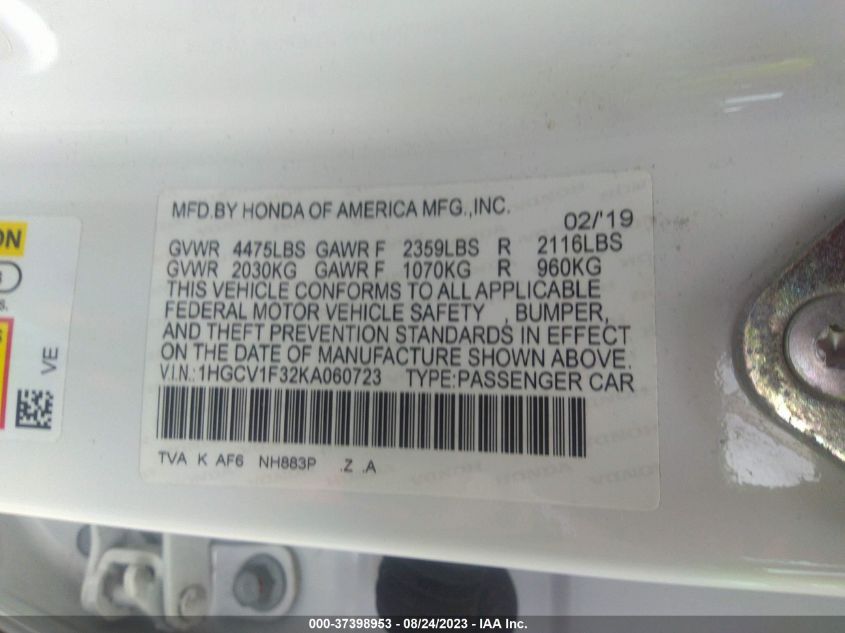 MFD.BY HONDA OF AMERICA MFG.,INC.
02/'19
GVWR 4475LBS GAWR F 2359LBS R 2116LBS
GVWR 2030KG GAWR F 1070KG R 960KG
THIS VEHICLE CONFORMS TO ALL APPLICABLE
FEDERAL MOTOR VEHICLE SAFETY , BUMPER,
AND THEFT PREVENTION STANDARDS IN EFFECT
ON THE DATE OF MANUFACTURE SHOWN ABOVE.
V.I.N.:1HGCV1F32KA060723 TYPE:PASSENGER CAR
TVA K AF6 NH883P .Z .A
VE
000-37398953 - 08/24/2023 - Copyright © IAA, Inc.